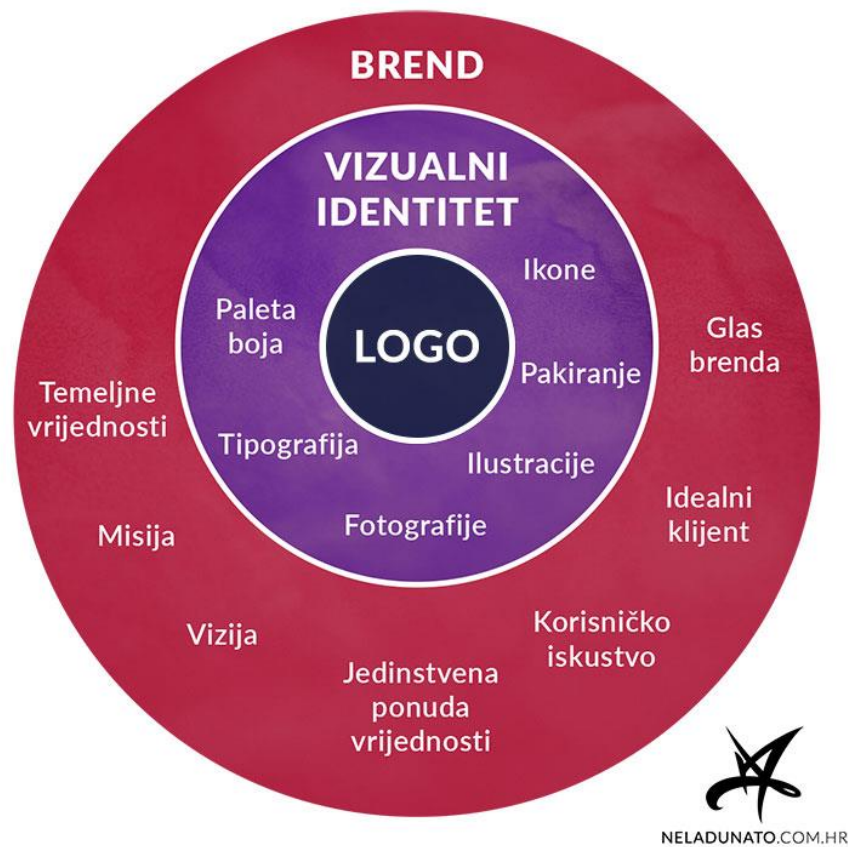 BREND
VIZUALNI
IDENTITET
LOGO
Ikone
Paleta
boja
Pakiranje
Tipografija
Ilustracije
Fotografije
Glas
brenda
Temeljne
vrijednosti
Idealni
klijent
Misija
Korisničko
iskustvo
Vizija
Jedinstvena
ponuda
vrijednosti
NELADUNATO.COM.HR